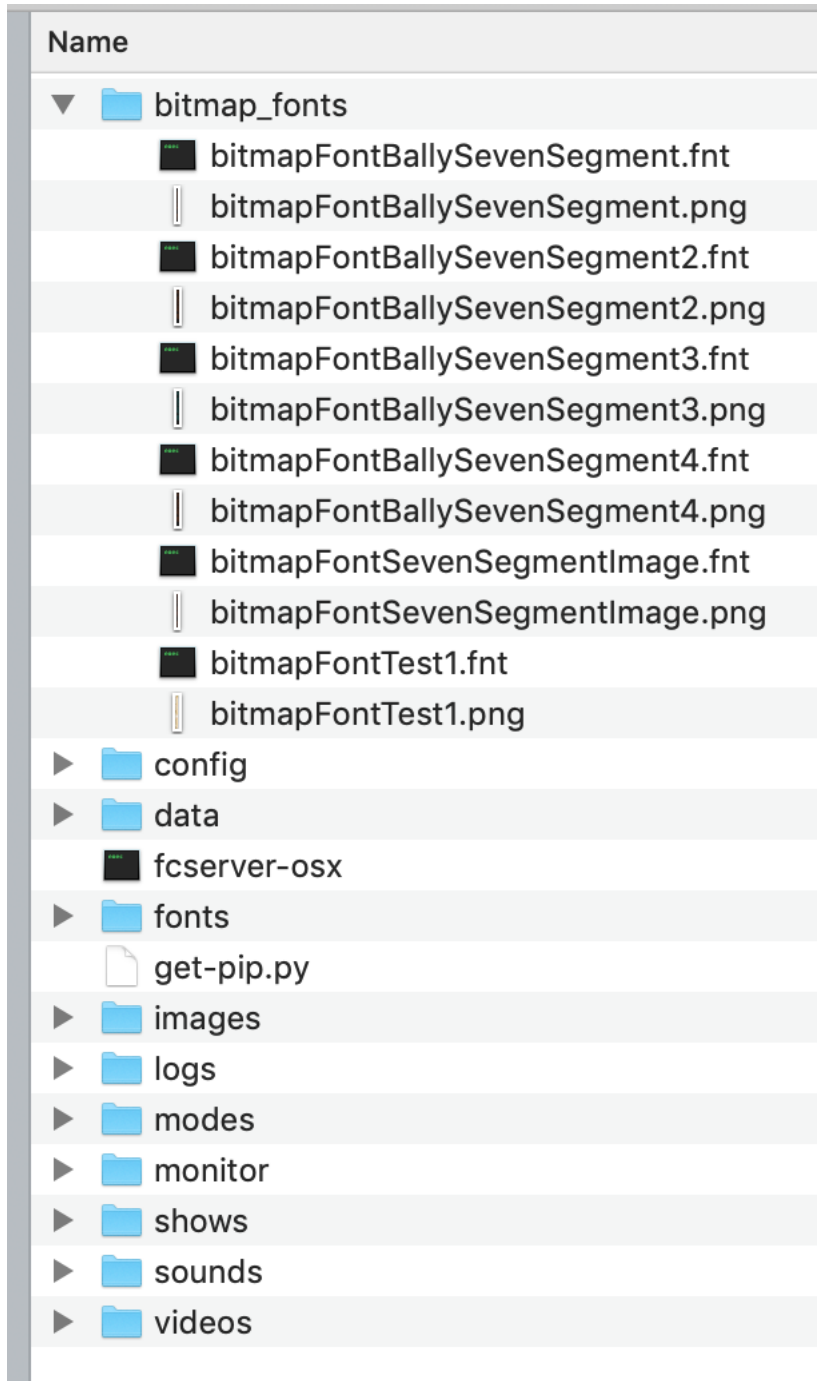 Name
bitmap_fonts
bitmapFontBallySevenSegment.fnt
bitmapFontBallySevenSegment.png
bitmapFontBallySevenSegment2.fnt
bitmapFontBallySevenSegment2.png
bitmapFontBallySevenSegment3.fnt
bitmapFontBallySevenSegment3.png
bitmapFontBallySevenSegment4.fnt
bitmapFontBallySevenSegment4.png
bitmapFontSevenSegmentImage.fnt
bitmapFontSevenSegmentImage.png
bitmapFontTest1.fnt
bitmapFontTest1.png
config
data
fcserver-osx
fonts
get-pip.py
images
logs
modes
monitor
shows
sounds
videos